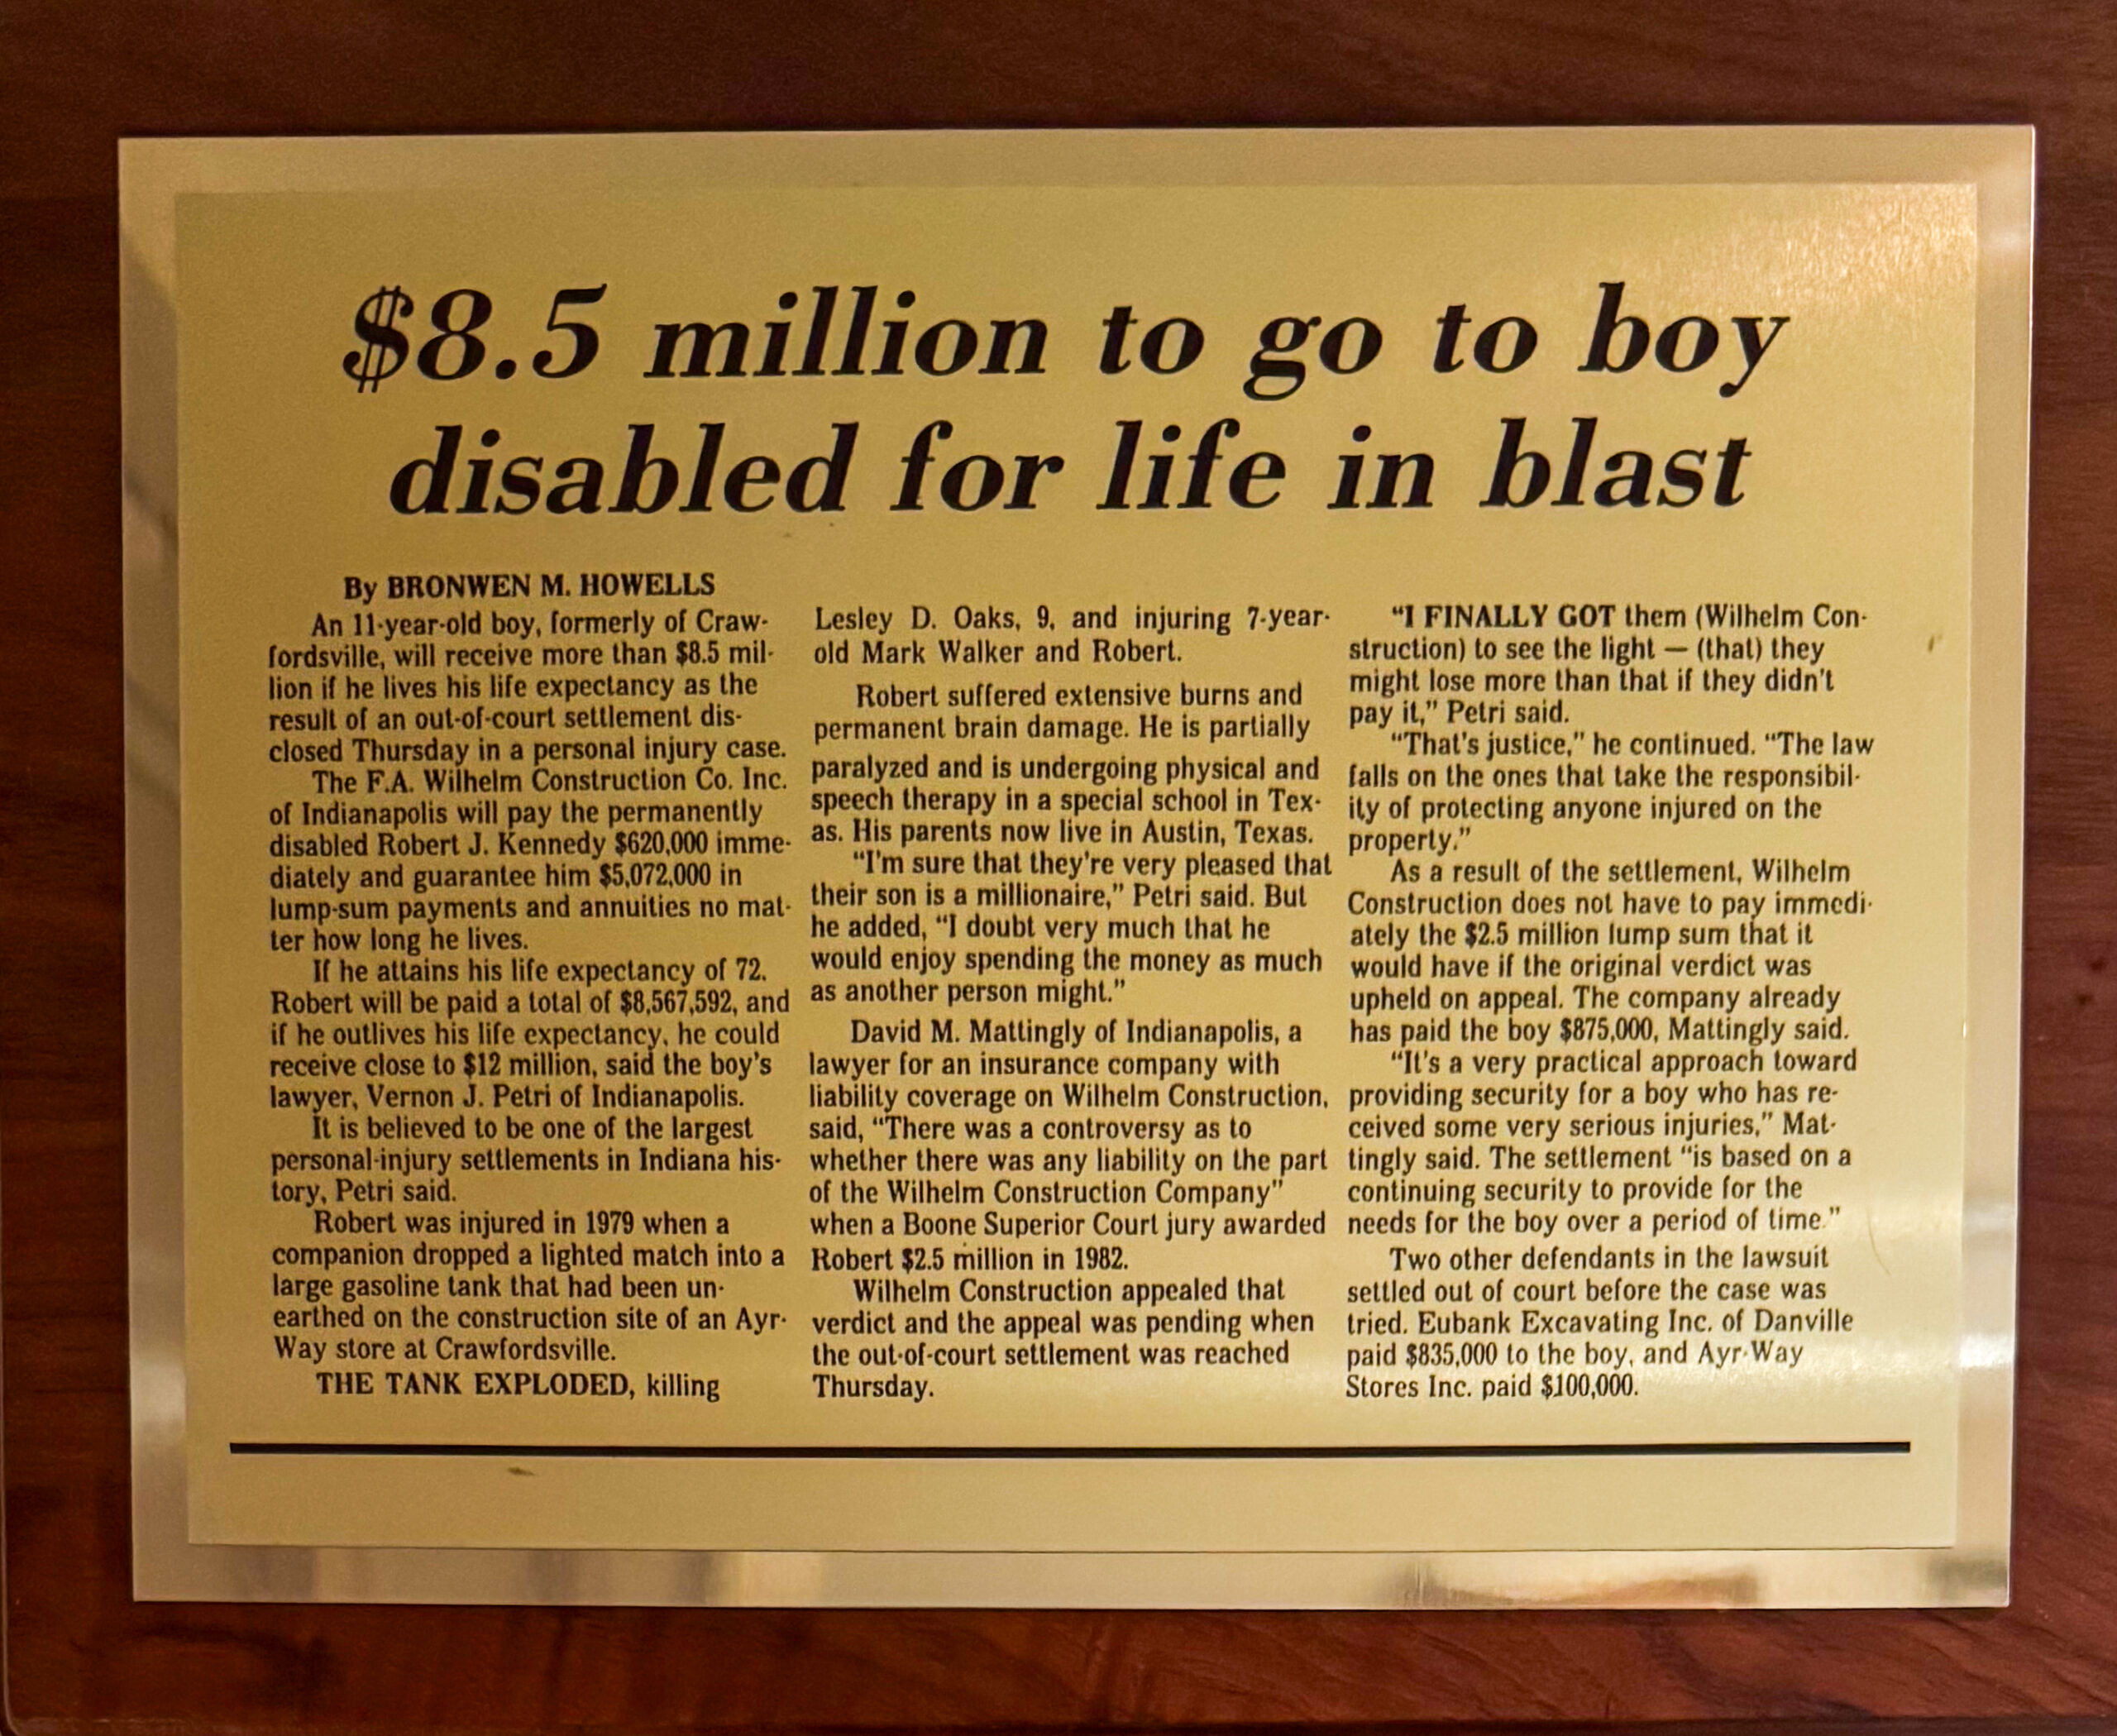 $8.5 million to go to boy
disabled for life in blast
By BRONWEN M. HOWELLS
An 11-year-old boy, formerly of Craw-
fordsville, will receive more than $8.5 mil-
lion if he lives his life expectancy as the
result of an out-of-court settlement dis-
closed Thursday in a personal injury case.
The F.A. Wilhelm Construction Co. Inc.
of Indianapolis will pay the permanently
disabled Robert J. Kennedy $620,000 imme-
diately and guarantee him $5,072,000 in
lump-sum payments and annuities no mat-
ter how long he lives.
If he attains his life expectancy of 72.
Robert will be paid a total of $8,567,592, and
if he outlives his life expectancy, he could
receive close to $12 million, said the boy's
lawyer, Vernon J. Petri of Indianapolis.
It is believed to be one of the largest
personal-injury settlements in Indiana his-
tory, Petri said.
Robert was injured in 1979 when a
companion dropped a lighted match into a
large gasoline tank that had been un-
earthed on the construction site of an Ayr-
Way store at Crawfordsville.
THE TANK EXPLODED, killing
Lesley D. Oaks, 9, and injuring 7-year-
old Mark Walker and Robert.
Robert suffered extensive burns and
permanent brain damage. He is partially
paralyzed and is undergoing physical and
speech therapy in a special school in Tex-
as. His parents now live in Austin, Texas.
"I'm sure that they're very pleased that
their son is a millionaire," Petri said. But
he added, "I doubt very much that he
would enjoy spending the money as much
as another person might."
David M. Mattingly of Indianapolis, a
lawyer for an insurance company with
liability coverage on Wilhelm Construction,
said, "There was a controversy as to
whether there was any liability on the part
of the Wilhelm Construction Company"
when a Boone Superior Court jury awarded
Robert $2.5 million in 1982.
Wilhelm Construction appealed that
verdict and the appeal was pending when
the out-of-court settlement was reached
Thursday.
"I FINALLY GOT them (Wilhelm Con-
struction) to see the light — (that) they
might lose more than that if they didn't
pay it," Petri said.
"That's justice," he continued. "The law
falls on the ones that take the responsibil-
ity of protecting anyone injured on the
property."
As a result of the settlement, Wilhelm
Construction does not have to pay immedi-
ately the $2.5 million lump sum that it
would have if the original verdict was
upheld on appeal. The company already
has paid the boy $875,000, Mattingly said.
"It's a very practical approach toward
providing security for a boy who has re-
ceived some very serious injuries," Mat-
tingly said. The settlement "is based on a
continuing security to provide for the
needs for the boy over a period of time."
Two other defendants in the lawsuit
settled out of court before the case was
tried. Eubank Excavating Inc. of Danville
paid $835,000 to the boy, and Ayr-Way
Stores Inc. paid $100,000.